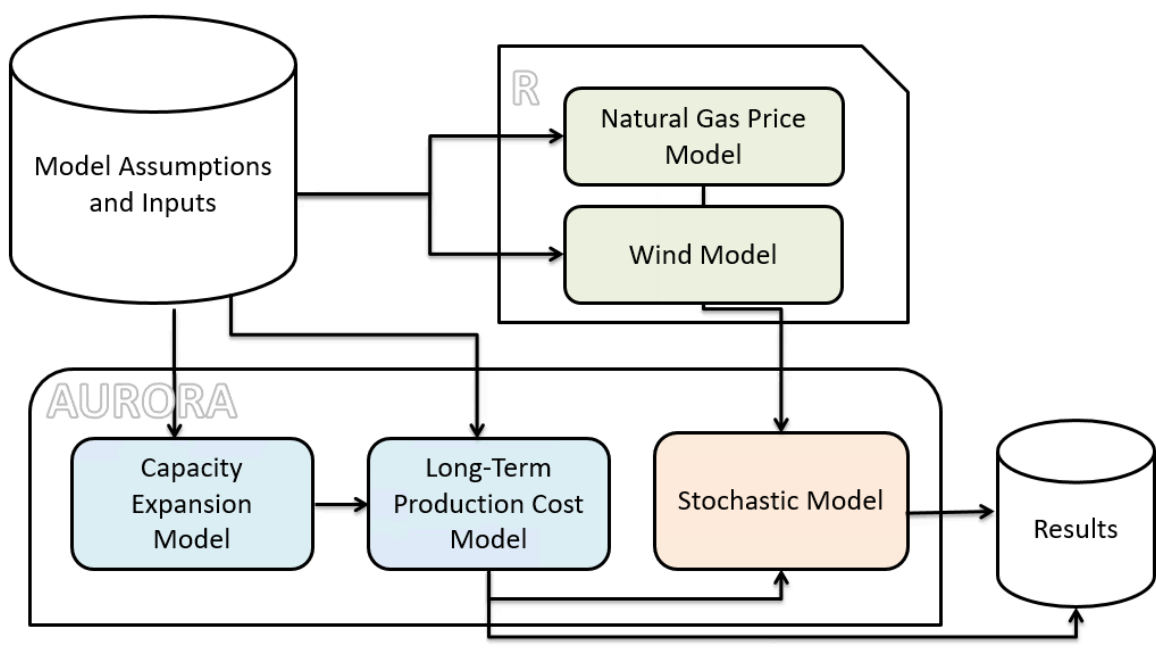 R
Natural Gas Price
Model
Model Assumptions
and Inputs
Wind Model
AURORA
Capacity
Expansion
Model
Long-Term
Production Cost
Model
Stochastic Model
Results